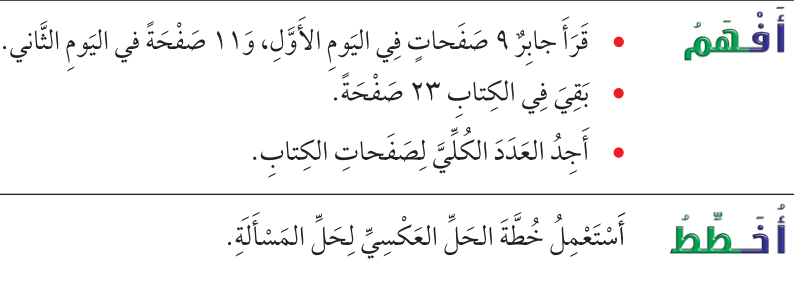 أَفْهَمُ • قَرَأَ جابِرٌ ٩ صَفَحاتٍ فِي اليَومِ الأَوَّلِ، وَ١١ صَفْحَةً في اليَومِ الثَّاني.
• بَقِيَ فِي الكِتابِ ٢٣ صَفْحَةً.
• أَجِدُ العَدَدَ الكُلِّيَّ لِصَفَحاتِ الكِتابِ.
أُخَطِّطُ أَسْتَعْمِلُ خُطَّةَ الحَلِّ العَكْسِيِّ لِحَلِّ المَسْأَلَةِ.